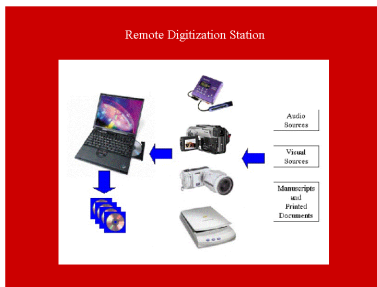 Remote Digitization Station
Audio
Sources
Visual
Sources
Manuscripts
and
Printed
Documents